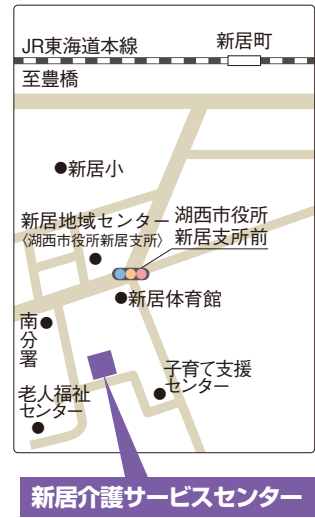 JR東海道本線
新居町
至豊橋
●新居小
新居地域センター
〈湖西市役所新居支所〉
湖西市役所
新居支所前
●新居体育館
南分署
子育て支援
センター
老人福祉
センター
新居介護サービスセンター